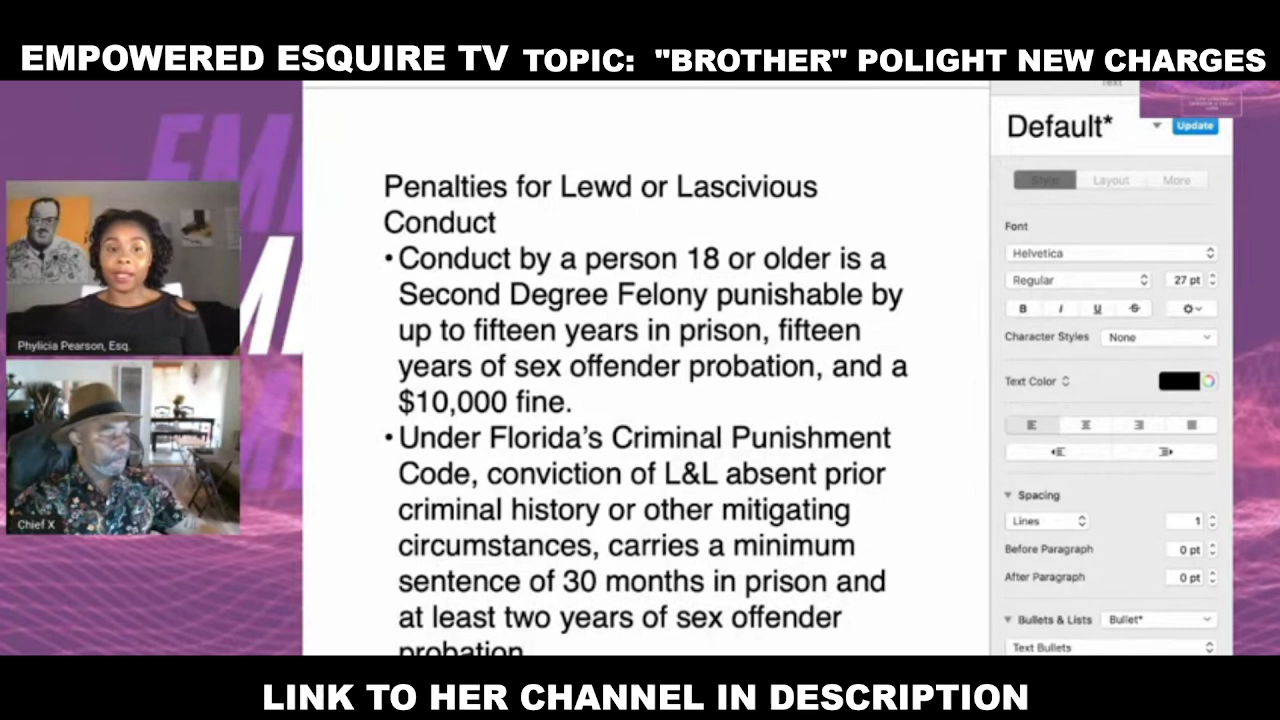 EMPOWERED ESQUIRE TV TOPIC: "BROTHER" POLIGHT NEW CHARGES
Phylicia Pearson, Esq.
Chief X
Penalties for Lewd or Lascivious
Conduct
•Conduct by a person 18 or older is a
Second Degree Felony punishable by
up to fifteen years in prison, fifteen
years of sex offender probation, and a
$10,000 fine.
•Under Florida’s Criminal Punishment
Code, conviction of L&L absent prior
criminal history or other mitigating
circumstances, carries a minimum
sentence of 30 months in prison and
at least two years of sex offender
probation
Text
Default*
Update
Style Layout More
Font
Helvetica
Regular 27 pt
B I U S
Character Styles None
Text Color
Spacing
Lines 1
Before Paragraph 0 pt
After Paragraph 0 pt
Bullets & Lists Bullet*
Text Bullets
LINK TO HER CHANNEL IN DESCRIPTION